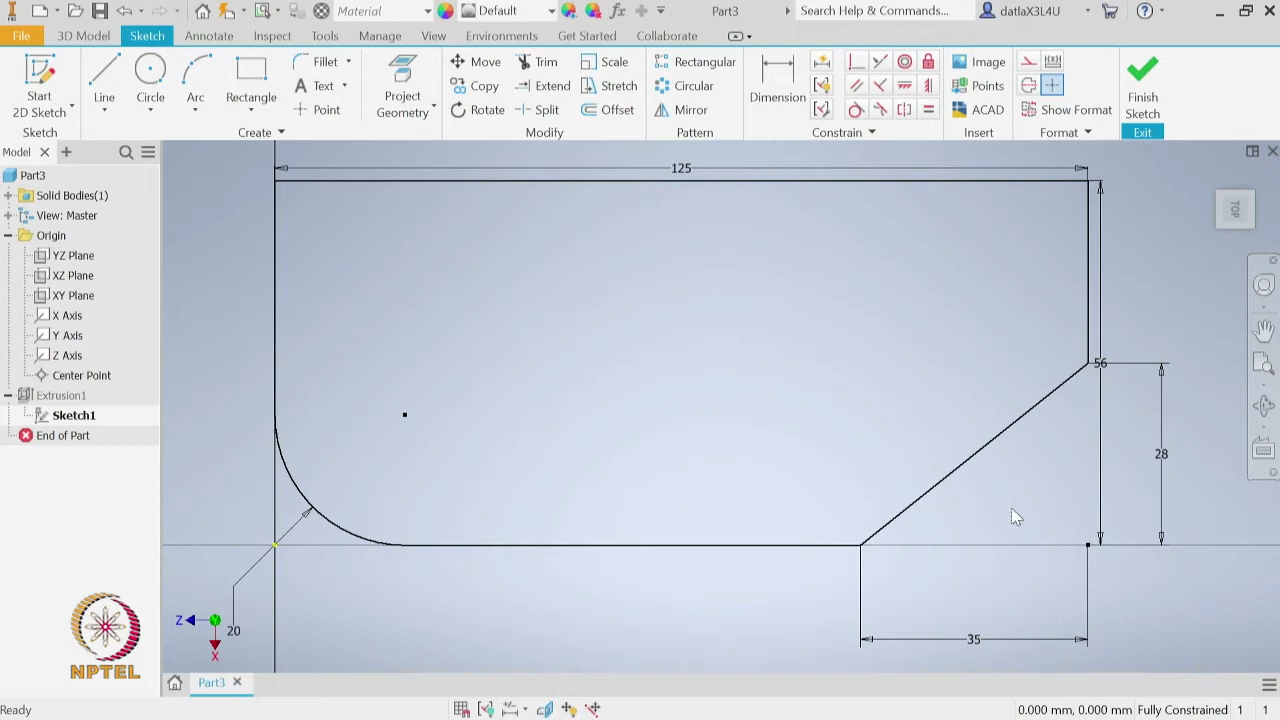 Material
Default
Part3
Search Help & Commands...
datlaX3L4U
File
3D Model
Sketch
Annotate
Inspect
Tools
Manage
View
Environments
Get Started
Collaborate
Start
2D Sketch
Sketch
Line
Circle
Arc
Rectangle
Fillet
Text
Point
Create
Project
Geometry
Move
Copy
Rotate
Trim
Extend
Split
Scale
Stretch
Offset
Modify
Rectangular
Circular
Mirror
Pattern
Dimension
Constrain
Image
Points
ACAD
Insert
Show Format
Format
Finish
Sketch
Exit
Model
Part3
Solid Bodies(1)
View: Master
Origin
YZ Plane
XZ Plane
XY Plane
X Axis
Y Axis
Z Axis
Center Point
Extrusion1
Sketch1
End of Part
125
TOP
56
28
35
20
Z
Y
X
NPTEL
Part3
Ready
0.000 mm, 0.000 mm Fully Constrained 1 1